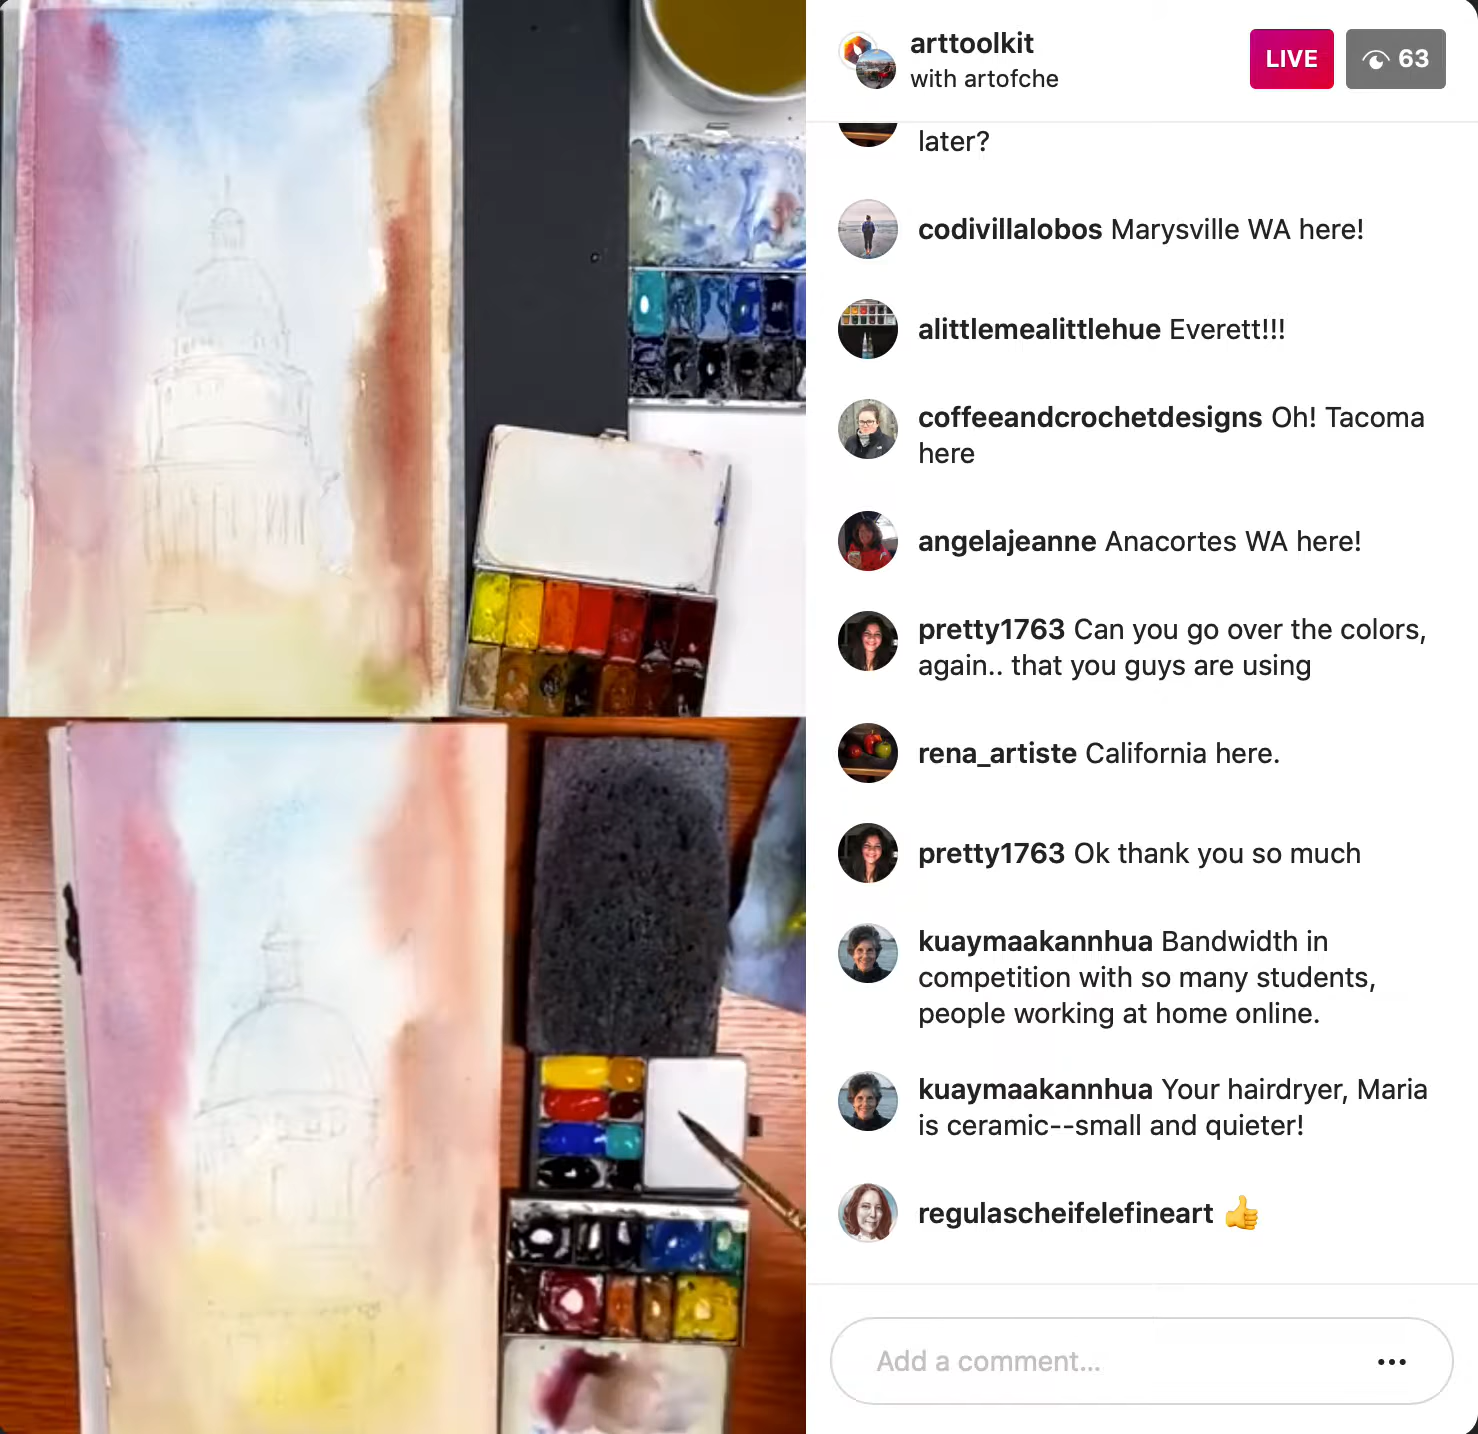 arttoolkit
with artofche
LIVE
63
later?
codivillalobos Marysville WA here!
alittlemealittlehue Everett!!!
coffeeandcrochetdesigns Oh! Tacoma
here
angelajeanne Anacortes WA here!
pretty1763 Can you go over the colors,
again.. that you guys are using
rena_artiste California here.
pretty1763 Ok thank you so much
kuaymaakannhua Bandwidth in
competition with so many students,
people working at home online.
kuaymaakannhua Your hairdryer, Maria
is ceramic--small and quieter!
regulascheifelefineart 👍
Add a comment...